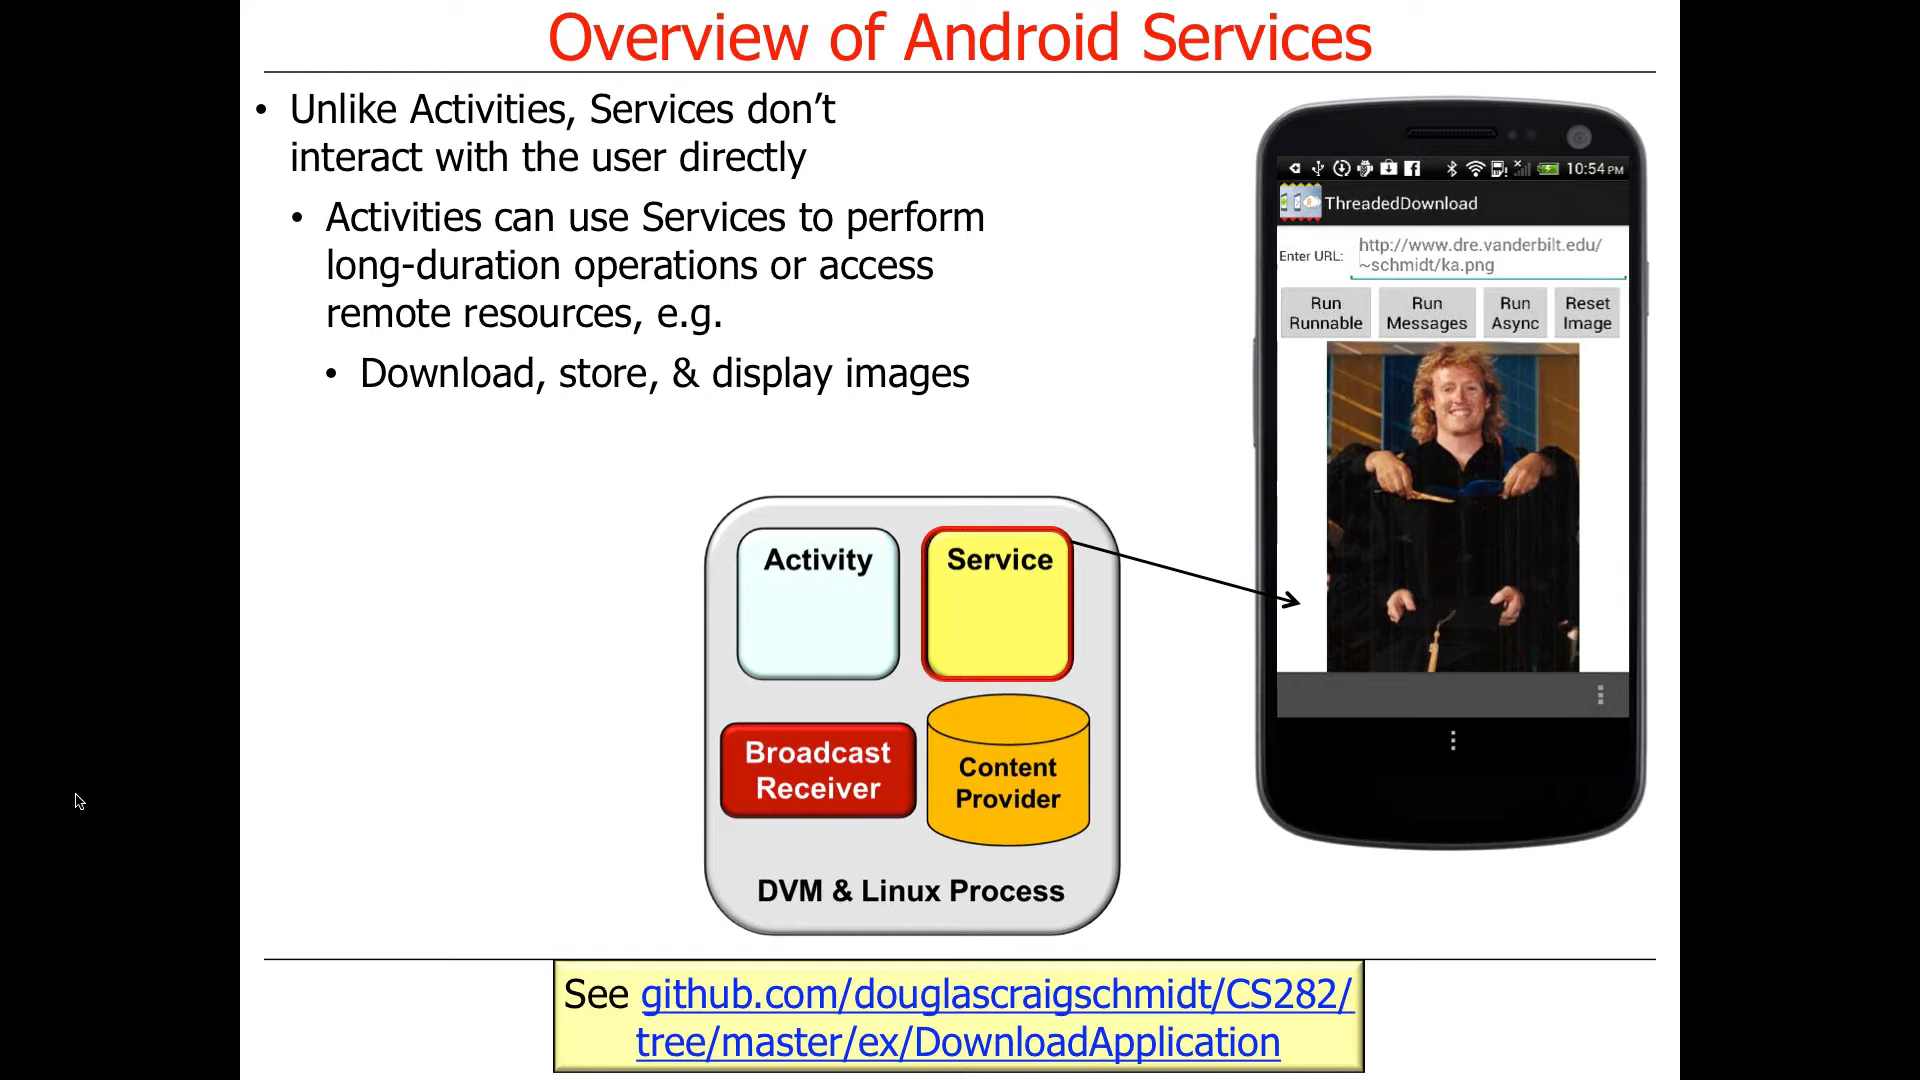 Overview of Android Services
• Unlike Activities, Services don’t
interact with the user directly
• Activities can use Services to perform
long-duration operations or access
remote resources, e.g.
• Download, store, & display images
10:54 PM
ThreadedDownload
Enter URL:
http://www.dre.vanderbilt.edu/
~schmidt/ka.png
Run
Runnable
Run
Messages
Run
Async
Reset
Image
Activity
Service
Broadcast
Receiver
Content
Provider
DVM & Linux Process
See github.com/douglascraigschmidt/CS282/
tree/master/ex/DownloadApplication